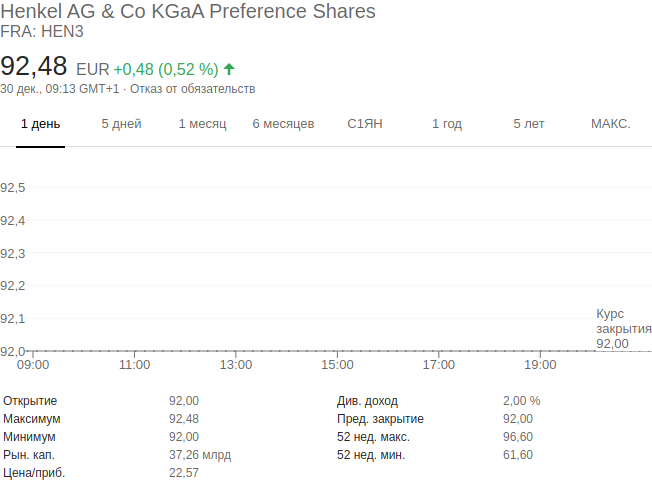 Henkel AG & Co KGaA Preference Shares
FRA: HEN3
92,48 EUR +0,48 (0,52 %)
30 дек., 09:13 GMT+1 · Отказ от обязательств
1 день 5 дней 1 месяц 6 месяцев С1ЯН 1 год 5 лет МАКС.
92,5
92,4
92,3
92,2
92,1
92,0
Курс
закрытия
92,00
09:00 11:00 13:00 15:00 17:00 19:00
Открытие 92,00 Див. доход 2,00 %
Максимум 92,48 Пред. закрытие 92,00
Минимум 92,00 52 нед. макс. 96,60
Рын. кап. 37,26 млрд 52 нед. мин. 61,60
Цена/приб. 22,57